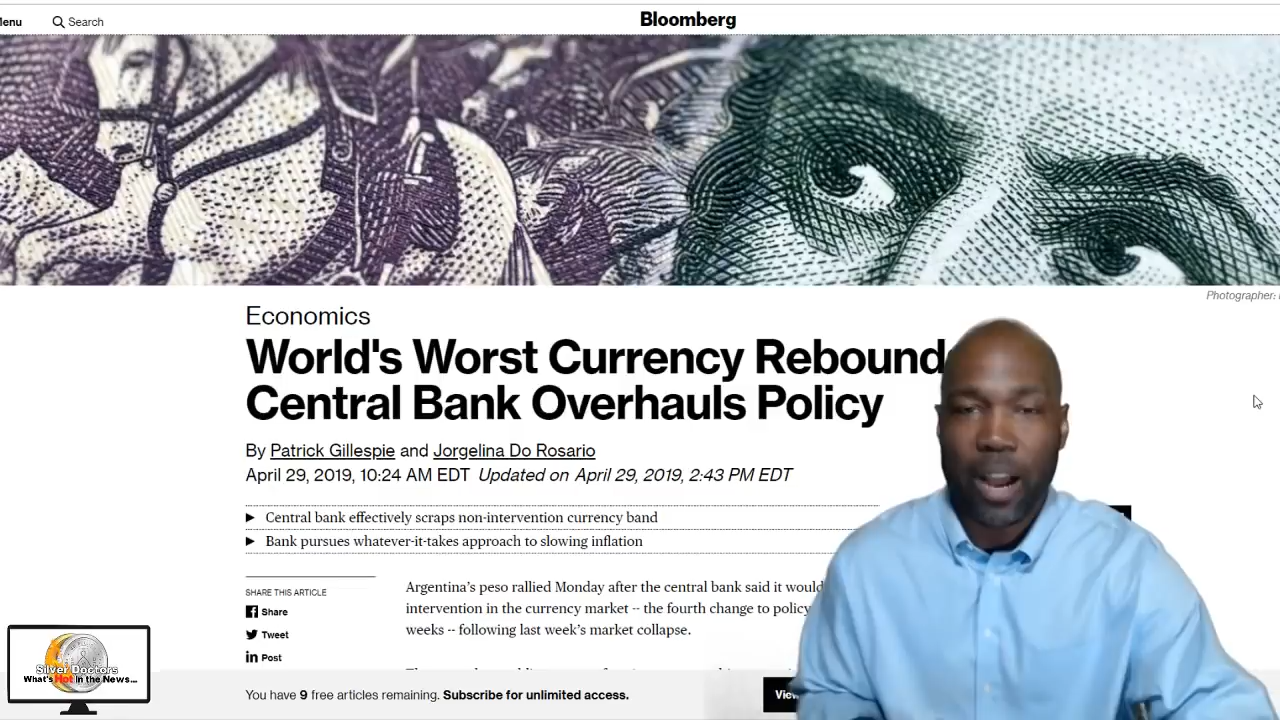 Menu
Search
Bloomberg
Photographer:
Economics
World's Worst Currency Rebound
Central Bank Overhauls Policy
By Patrick Gillespie and Jorgelina Do Rosario
April 29, 2019, 10:24 AM EDT Updated on April 29, 2019, 2:43 PM EDT
▶ Central bank effectively scraps non-intervention currency band
▶ Bank pursues whatever-it-takes approach to slowing inflation
SHARE THIS ARTICLE
Share
Tweet
in Post
Argentina's peso rallied Monday after the central bank said it would
intervention in the currency market -- the fourth change to policy
weeks -- following last week's market collapse.
Silver Doctors
What's Hot in the News...
You have 9 free articles remaining. Subscribe for unlimited access.